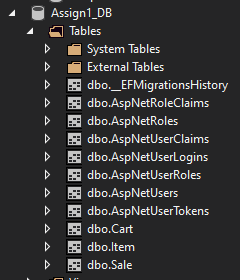 Assign1_DB
Tables
System Tables
External Tables
dbo.__EFMigrationsHistory
dbo.AspNetRoleClaims
dbo.AspNetRoles
dbo.AspNetUserClaims
dbo.AspNetUserLogins
dbo.AspNetUserRoles
dbo.AspNetUsers
dbo.AspNetUserTokens
dbo.Cart
dbo.Item
dbo.Sale